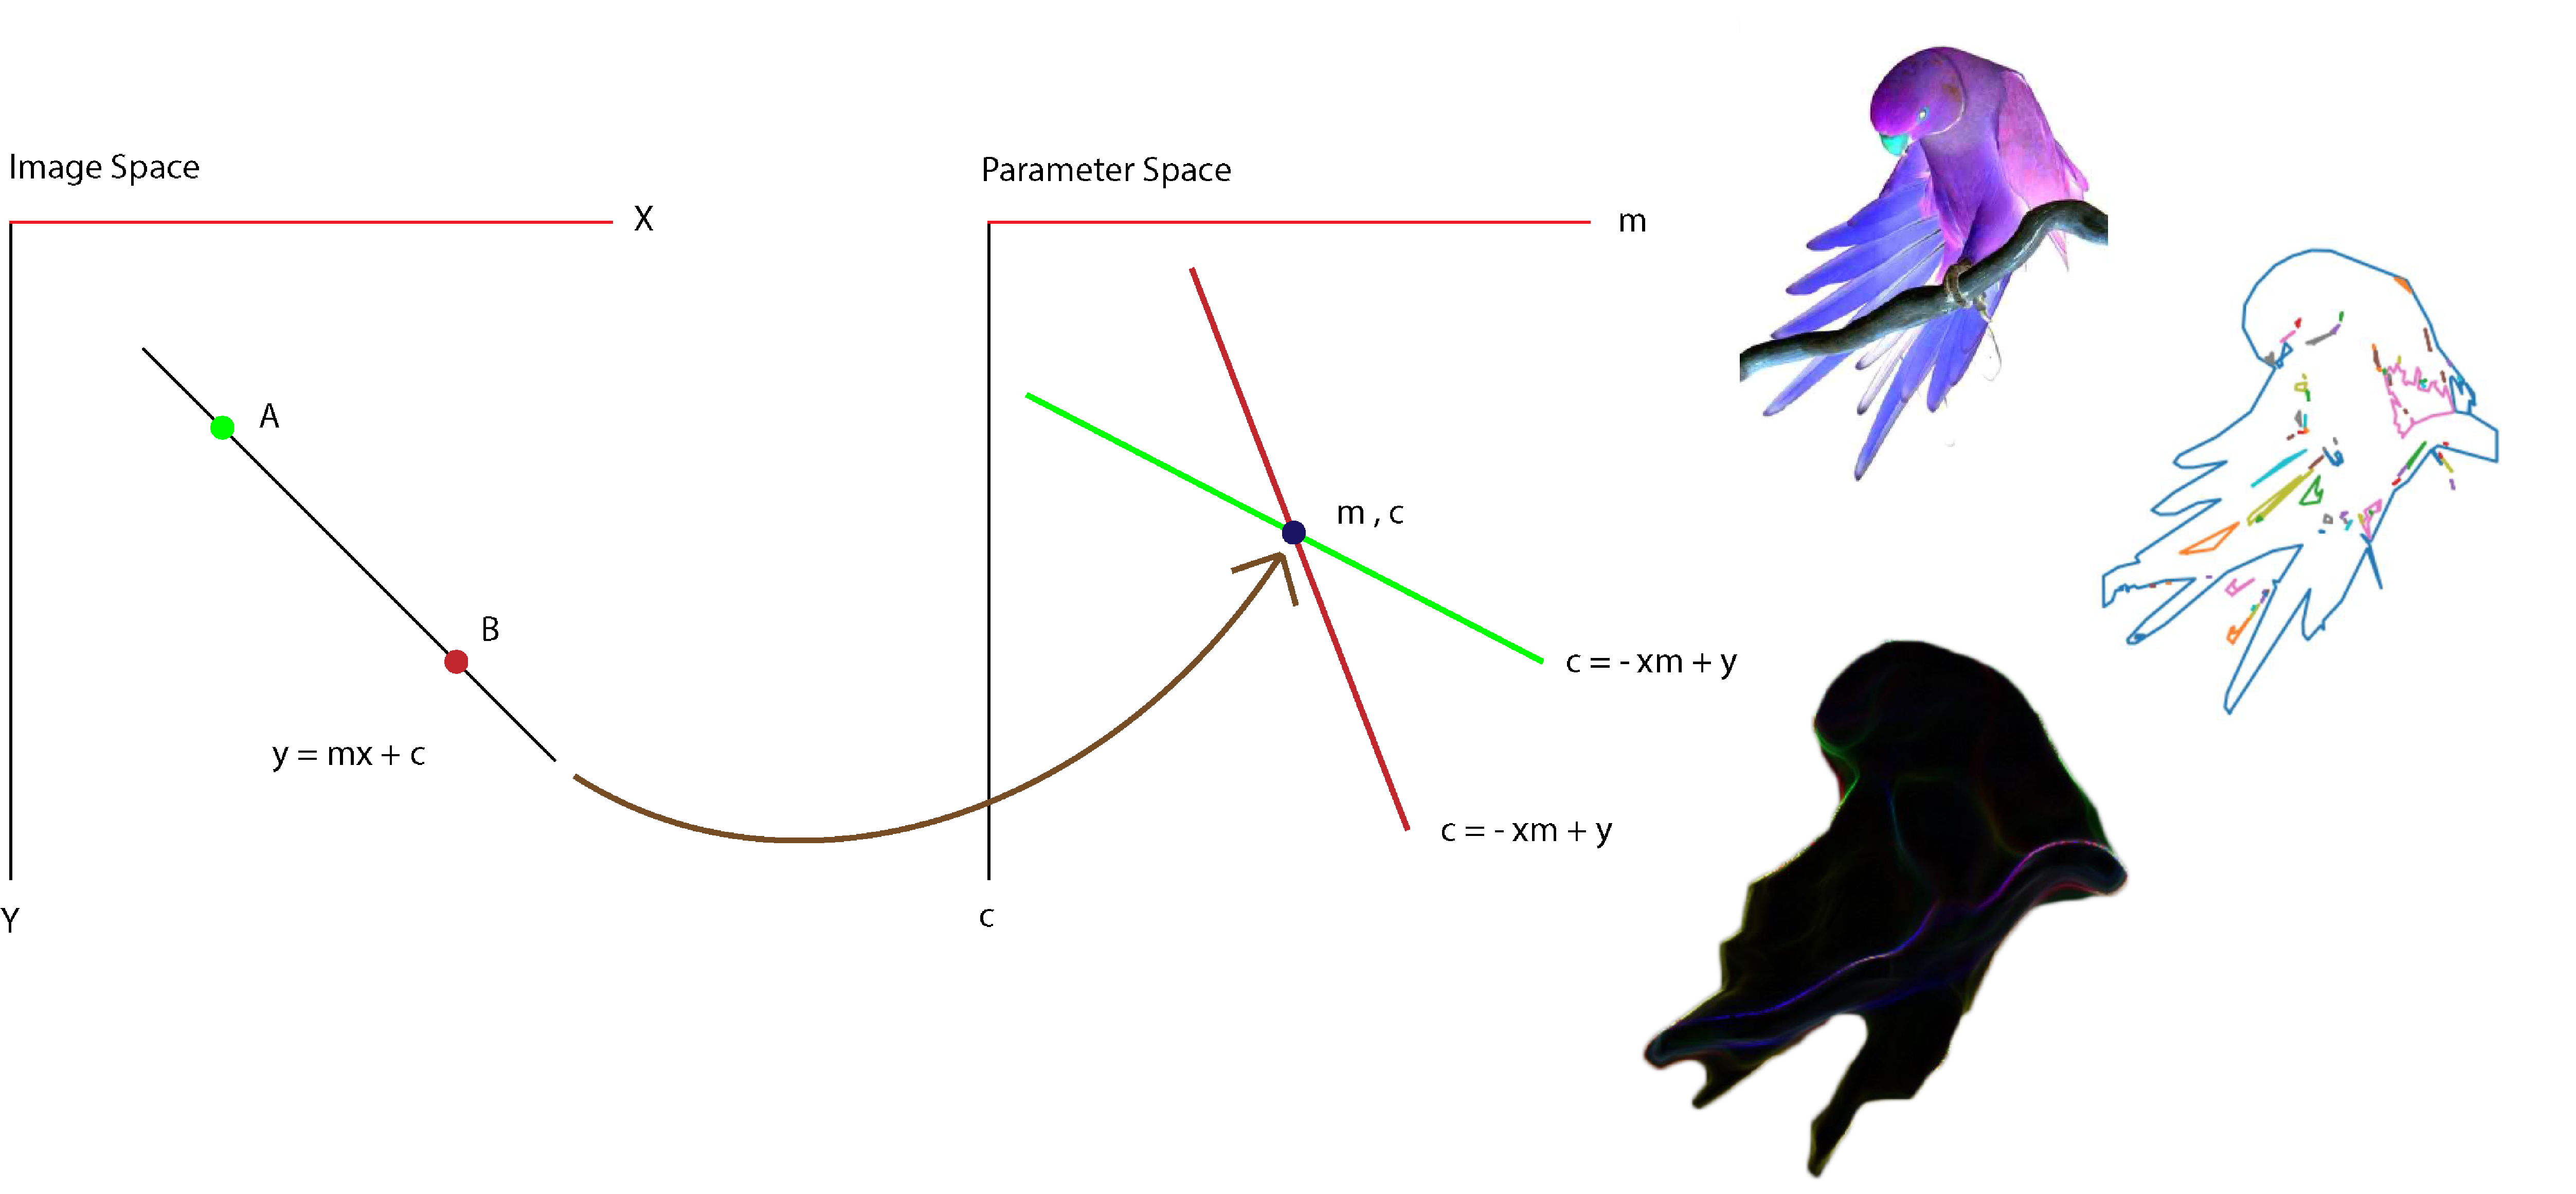 Image Space
X
A
B
y = mx + c
Y
Parameter Space
m
m , c
c = - xm + y
c = - xm + y
c